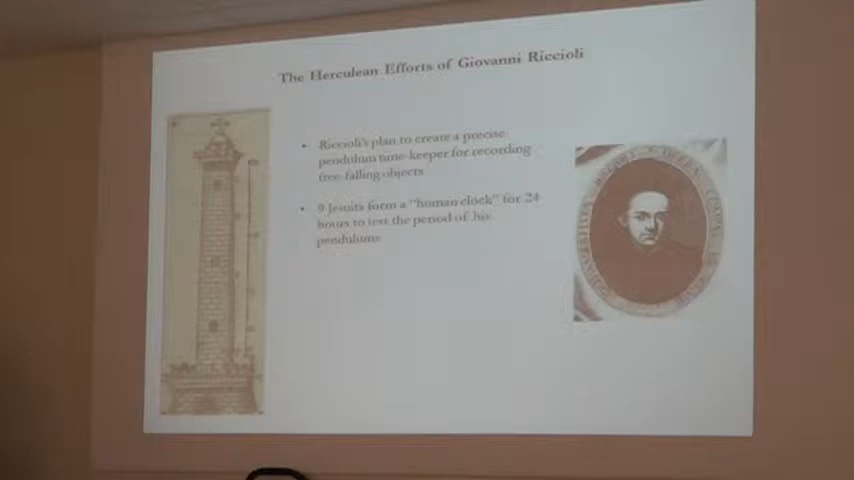 The Herculean Efforts of Giovanni Riccioli
• Riccioli's plan to create a precise
pendulum time-keeper for recording
free-falling objects
• 9 Jesuits form a "human clock" for 24
hours to test the period of his
pendulums